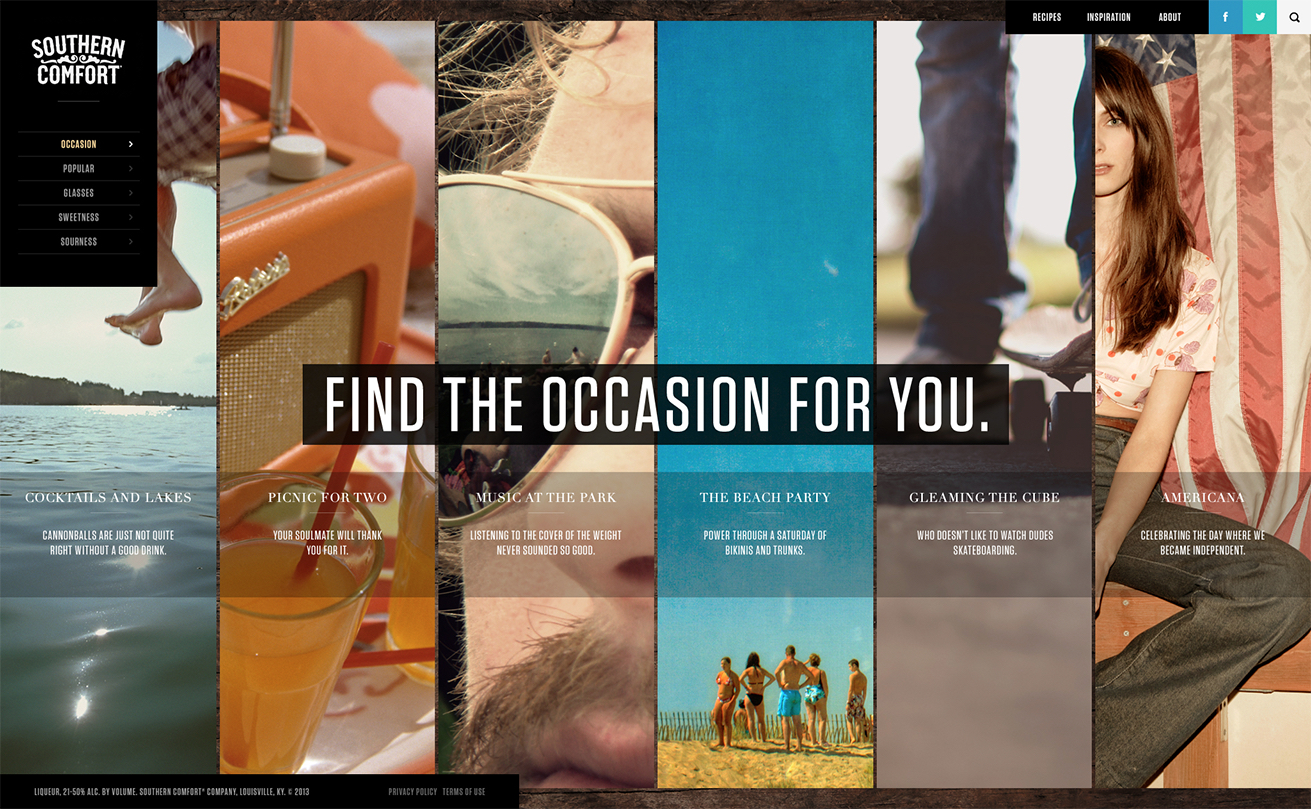 SOUTHERN
COMFORT
RECIPES
INSPIRATION
ABOUT
OCCASION
POPULAR
GLASSES
SWEETNESS
SOURNESS
FIND THE OCCASION FOR YOU.
COCKTAILS AND LAKES
CANNONBALLS ARE JUST NOT QUITE
RIGHT WITHOUT A GOOD DRINK.
PICNIC FOR TWO
YOUR SOULMATE WILL THANK
YOU FOR IT.
MUSIC AT THE PARK
LISTENING TO THE COVER OF THE WEIGHT
NEVER SOUNDED SO GOOD.
THE BEACH PARTY
POWER THROUGH A SATURDAY OF
BIKINIS AND TRUNKS.
GLEAMING THE CUBE
WHO DOESN'T LIKE TO WATCH DUDES
SKATEBOARDING.
AMERICANA
CELEBRATING THE DAY WHERE WE
BECAME INDEPENDENT.
LIQUEUR, 21-50% ALC. BY VOLUME. SOUTHERN COMFORT® COMPANY, LOUISVILLE, KY. © 2013
PRIVACY POLICY TERMS OF USE